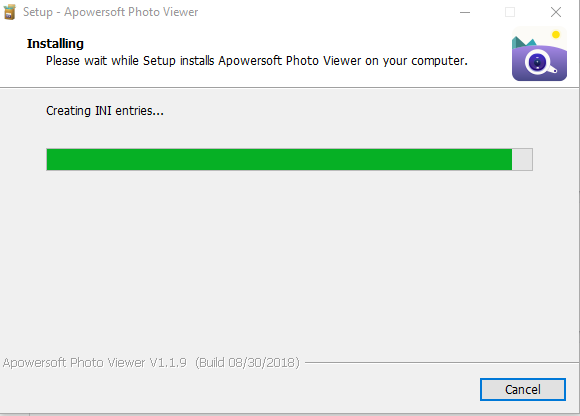 Setup - Apowersoft Photo Viewer
Installing
Please wait while Setup installs Apowersoft Photo Viewer on your computer.
Creating INI entries...
Apowersoft Photo Viewer V1.1.9 (Build 08/30/2018)
Cancel